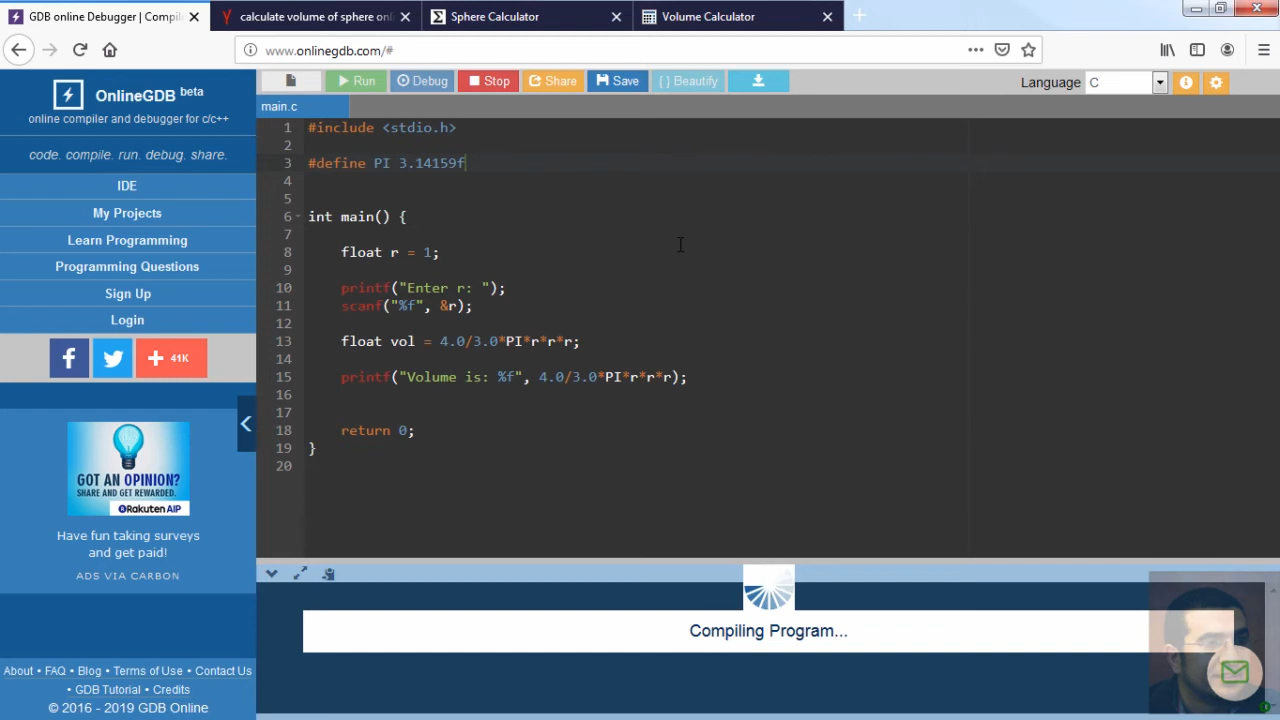 GDB online Debugger | Compile
calculate volume of sphere onl
Sphere Calculator
Volume Calculator
www.onlinegdb.com/#
OnlineGDB beta
online compiler and debugger for c/c++
code. compile. run. debug. share.
IDE
My Projects
Learn Programming
Programming Questions
Sign Up
Login
41K
GOT AN OPINION?
SHARE AND GET REWARDED.
Rakuten AIP
Have fun taking surveys
and get paid!
ADS VIA CARBON
About • FAQ • Blog • Terms of Use • Contact Us
• GDB Tutorial • Credits
© 2016 - 2019 GDB Online
Run
Debug
Stop
Share
Save
{ } Beautify
Language C
main.c
1 #include <stdio.h>
2
3 #define PI 3.14159f
4
5
6 int main() {
7
8 float r = 1;
9
10 printf("Enter r: ");
11 scanf("%f", &r);
12
13 float vol = 4.0/3.0*PI*r*r*r;
14
15 printf("Volume is: %f", 4.0/3.0*PI*r*r*r);
16
17
18 return 0;
19 }
20
Compiling Program...